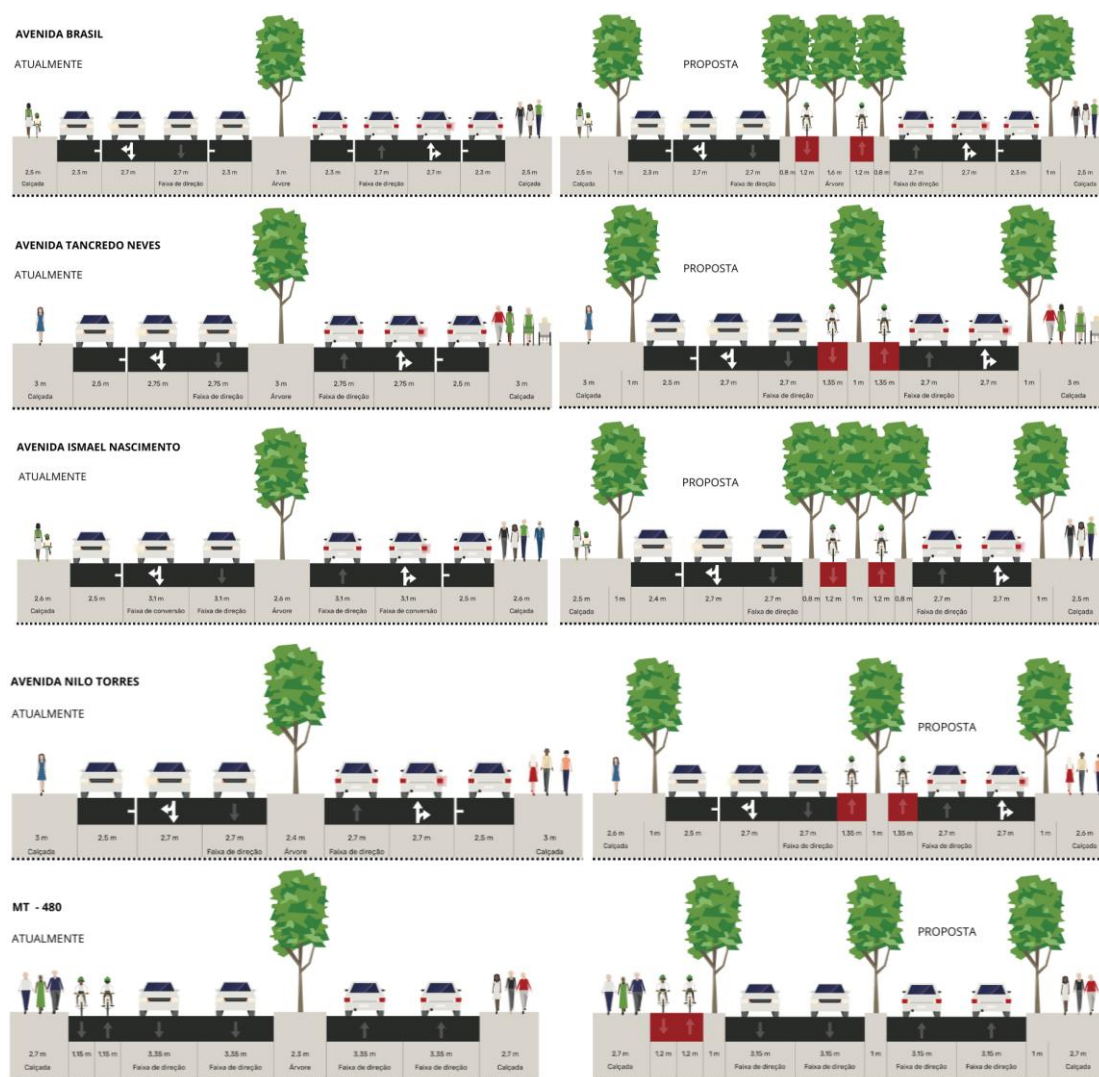 AVENIDA BRASIL
ATUALMENTE
PROPOSTA
2,5 m 2.3 m 2.7 m 2.7 m 2.3 m 3 m 2.3 m 2.7 m 2.7 m 2.3 m 2.5 m
Calçada Faixa de direção Árvore Faixa de direção Calçada
2.5 m 1 m 2.3 m 2.7 m 2.7 m 0.8 m 1.2 m 1.6 m 1.2 m 0.8 m 2.7 m 2.7 m 2.3 m 1 m 2.5 m
Calçada Faixa de direção Árvore Faixa de direção Calçada
AVENIDA TANCREDO NEVES
ATUALMENTE
PROPOSTA
3 m 2.5 m 2.75 m 2.75 m 3 m 2.75 m 2.75 m 2.5 m 3 m
Calçada Faixa de direção Árvore Faixa de direção Calçada
3 m 1 m 2.5 m 2.7 m 2.7 m 1.35 m 1 m 1.35 m 2.7 m 2.7 m 1 m 3 m
Calçada Faixa de direção Faixa de direção Calçada
AVENIDA ISMAEL NASCIMENTO
ATUALMENTE
PROPOSTA
2.6 m 2.5 m 3,1 m 3,1 m 2.6 m 3,1 m 3,1 m 2.5 m 2.6 m
Calçada Faixa de conversão Faixa de direção Árvore Faixa de direção Faixa de conversão Calçada
2.5 m 1 m 2.4 m 2.7 m 2.7 m 0.8 m 1.2 m 1 m 1.2 m 0.8 m 2.7 m 2.7 m 1 m 2.5 m
Calçada Faixa de direção Faixa de direção Calçada
AVENIDA NILO TORRES
ATUALMENTE
PROPOSTA
3 m 2.5 m 2.7 m 2.7 m 2.4 m 2.7 m 2.7 m 2.5 m 3 m
Calçada Faixa de direção Árvore Faixa de direção Calçada
2.6 m 1 m 2.5 m 2.7 m 2.7 m 1.35 m 1 m 1.35 m 2.7 m 2.7 m 1 m 2.6 m
Calçada Faixa de direção Faixa de direção Calçada
MT - 480
ATUALMENTE
PROPOSTA
2.7 m 1.15 m 1.15 m 3.35 m 3.35 m 2.3 m 3.35 m 3.35 m 2.7 m
Calçada Faixa de direção Faixa de direção Árvore Faixa de direção Faixa de direção Calçada
2.7 m 1.2 m 1.2 m 1 m 3.15 m 3.15 m 1 m 3.15 m 3.15 m 1 m 2.7 m
Calçada Faixa de direção Faixa de direção Faixa de direção Faixa de direção Calçada